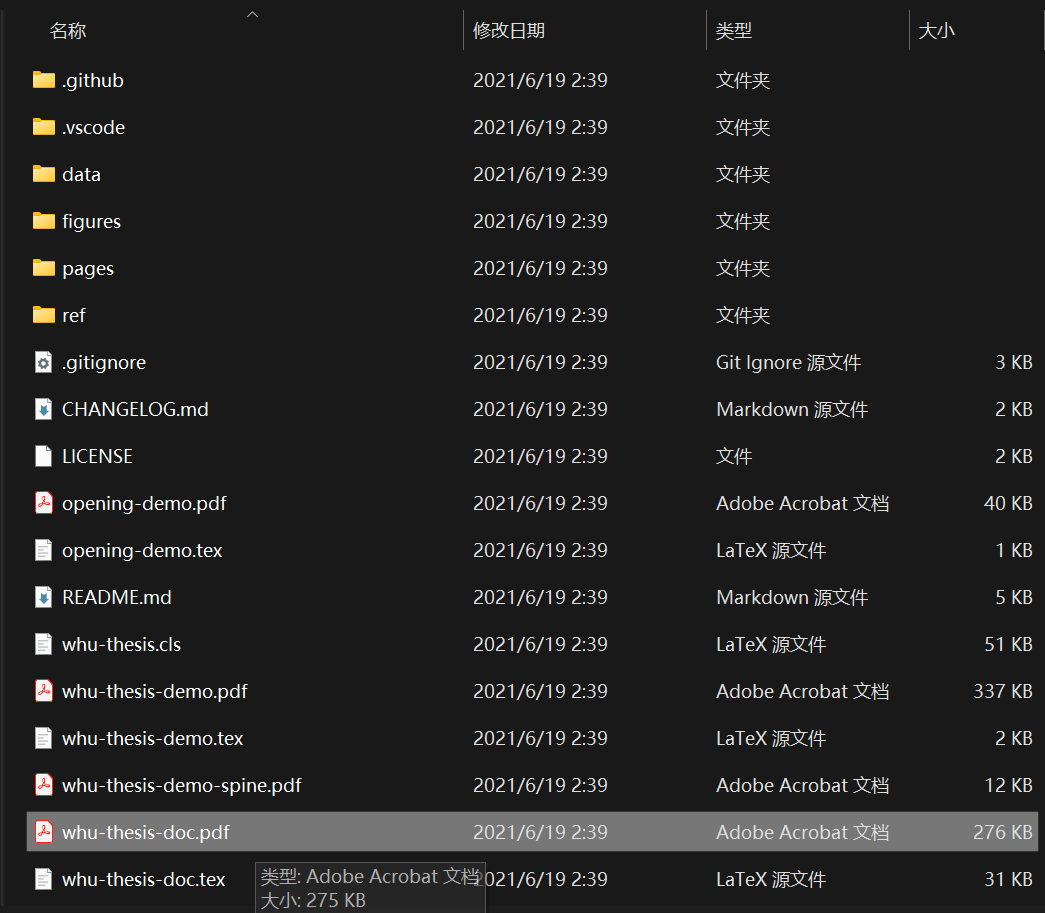 名称 修改日期 类型 大小
.github 2021/6/19 2:39 文件夹
.vscode 2021/6/19 2:39 文件夹
data 2021/6/19 2:39 文件夹
figures 2021/6/19 2:39 文件夹
pages 2021/6/19 2:39 文件夹
ref 2021/6/19 2:39 文件夹
.gitignore 2021/6/19 2:39 Git Ignore 源文件 3 KB
CHANGELOG.md 2021/6/19 2:39 Markdown 源文件 2 KB
LICENSE 2021/6/19 2:39 文件 2 KB
opening-demo.pdf 2021/6/19 2:39 Adobe Acrobat 文档 40 KB
opening-demo.tex 2021/6/19 2:39 LaTeX 源文件 1 KB
README.md 2021/6/19 2:39 Markdown 源文件 5 KB
whu-thesis.cls 2021/6/19 2:39 LaTeX 源文件 51 KB
whu-thesis-demo.pdf 2021/6/19 2:39 Adobe Acrobat 文档 337 KB
whu-thesis-demo.tex 2021/6/19 2:39 LaTeX 源文件 2 KB
whu-thesis-demo-spine.pdf 2021/6/19 2:39 Adobe Acrobat 文档 12 KB
whu-thesis-doc.pdf 2021/6/19 2:39 Adobe Acrobat 文档 276 KB
whu-thesis-doc.tex 2021/6/19 2:39 LaTeX 源文件 31 KB
类型: Adobe Acrobat 文档
大小: 275 KB